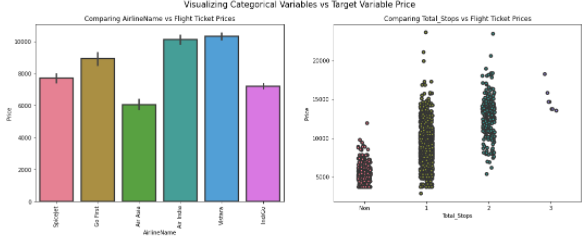 Visualizing Categorical Variables vs Target Variable Price
Comparing AirlineName vs Flight Ticket Prices
Price
10000
8000
6000
4000
2000
0
SpiceJet
Go First
Air Asia
Air India
Vistara
IndiGo
AirlineName
Comparing Total_Stops vs Flight Ticket Prices
Price
20000
15000
10000
5000
Non
1
2
3
Total_Stops